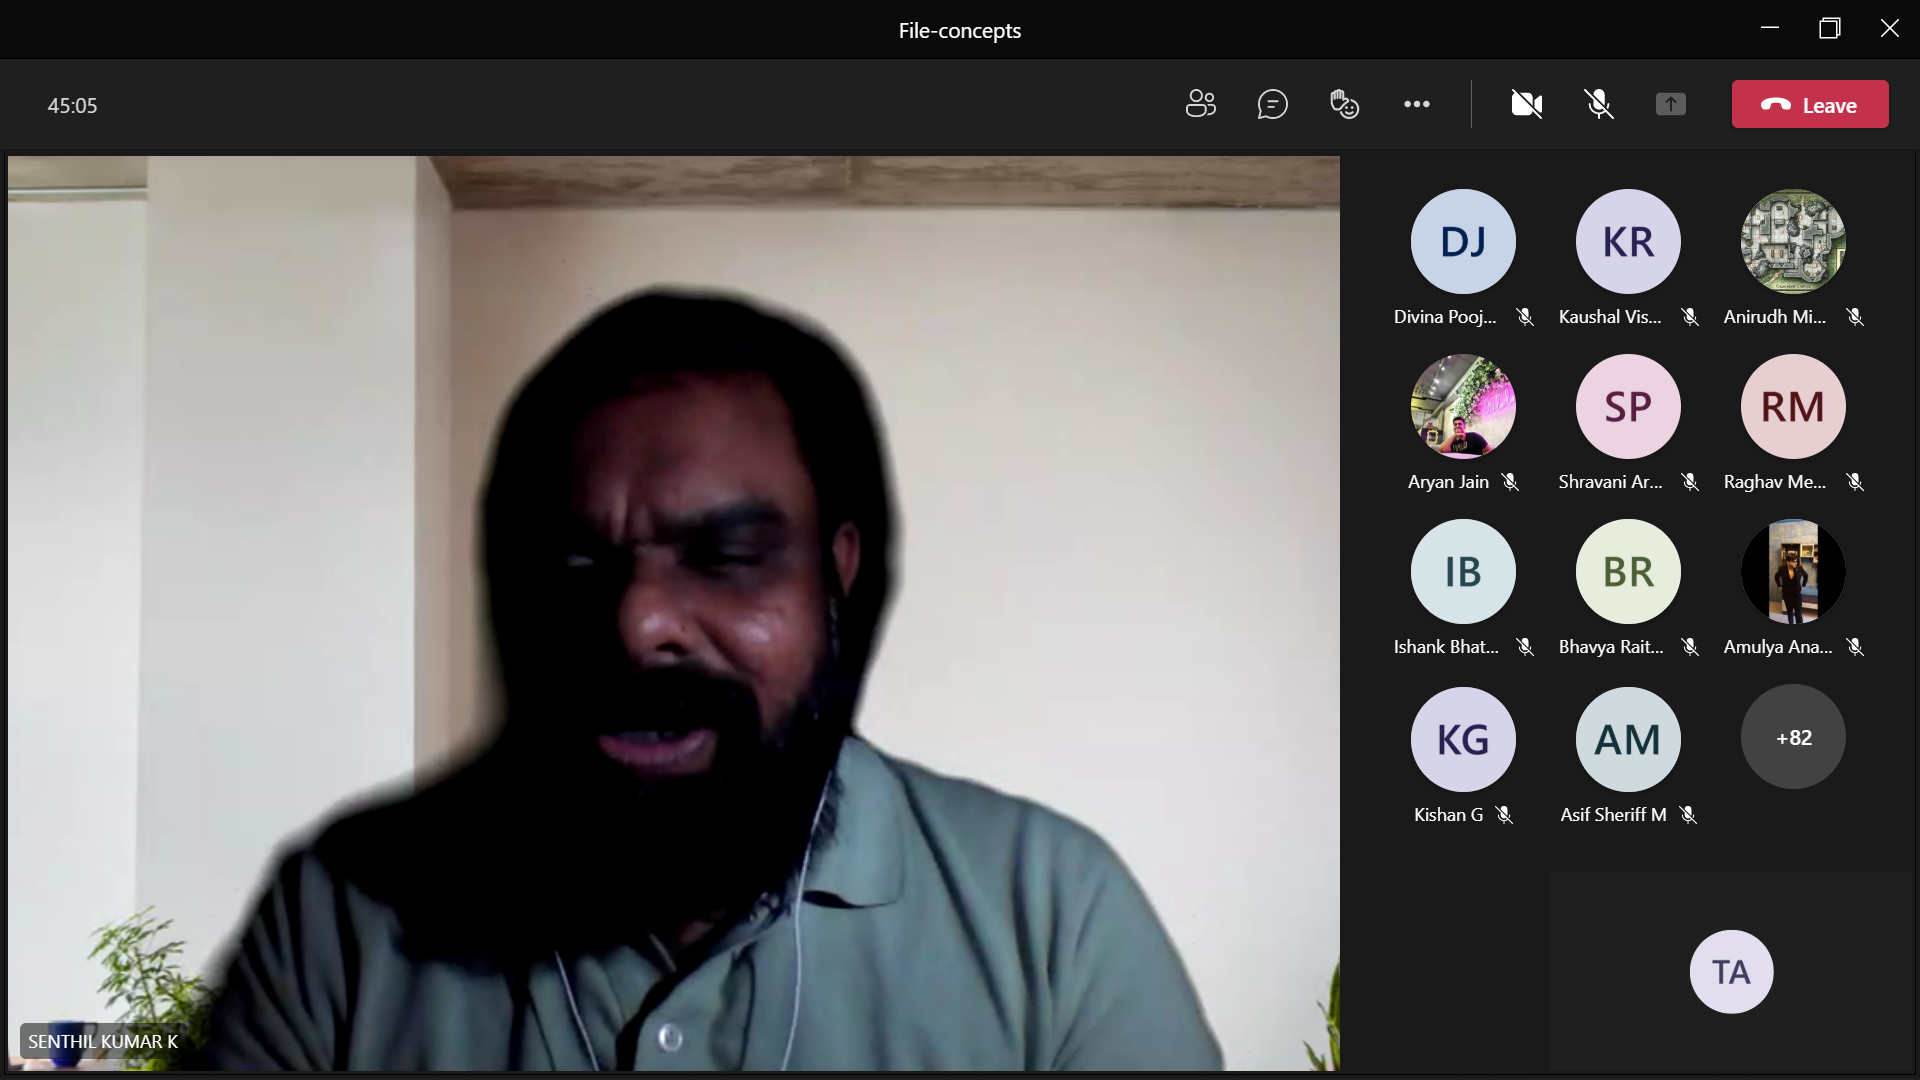 File-concepts
45:05
Leave
DJ
KR
Divina Pooj...
Kaushal Vis...
Anirudh Mi...
SP
RM
Aryan Jain
Shravani Ar...
Raghav Me...
IB
BR
Ishank Bhat...
Bhavya Rait...
Amulya Ana...
KG
AM
+82
Kishan G
Asif Sheriff M
TA
SENTHIL KUMAR K